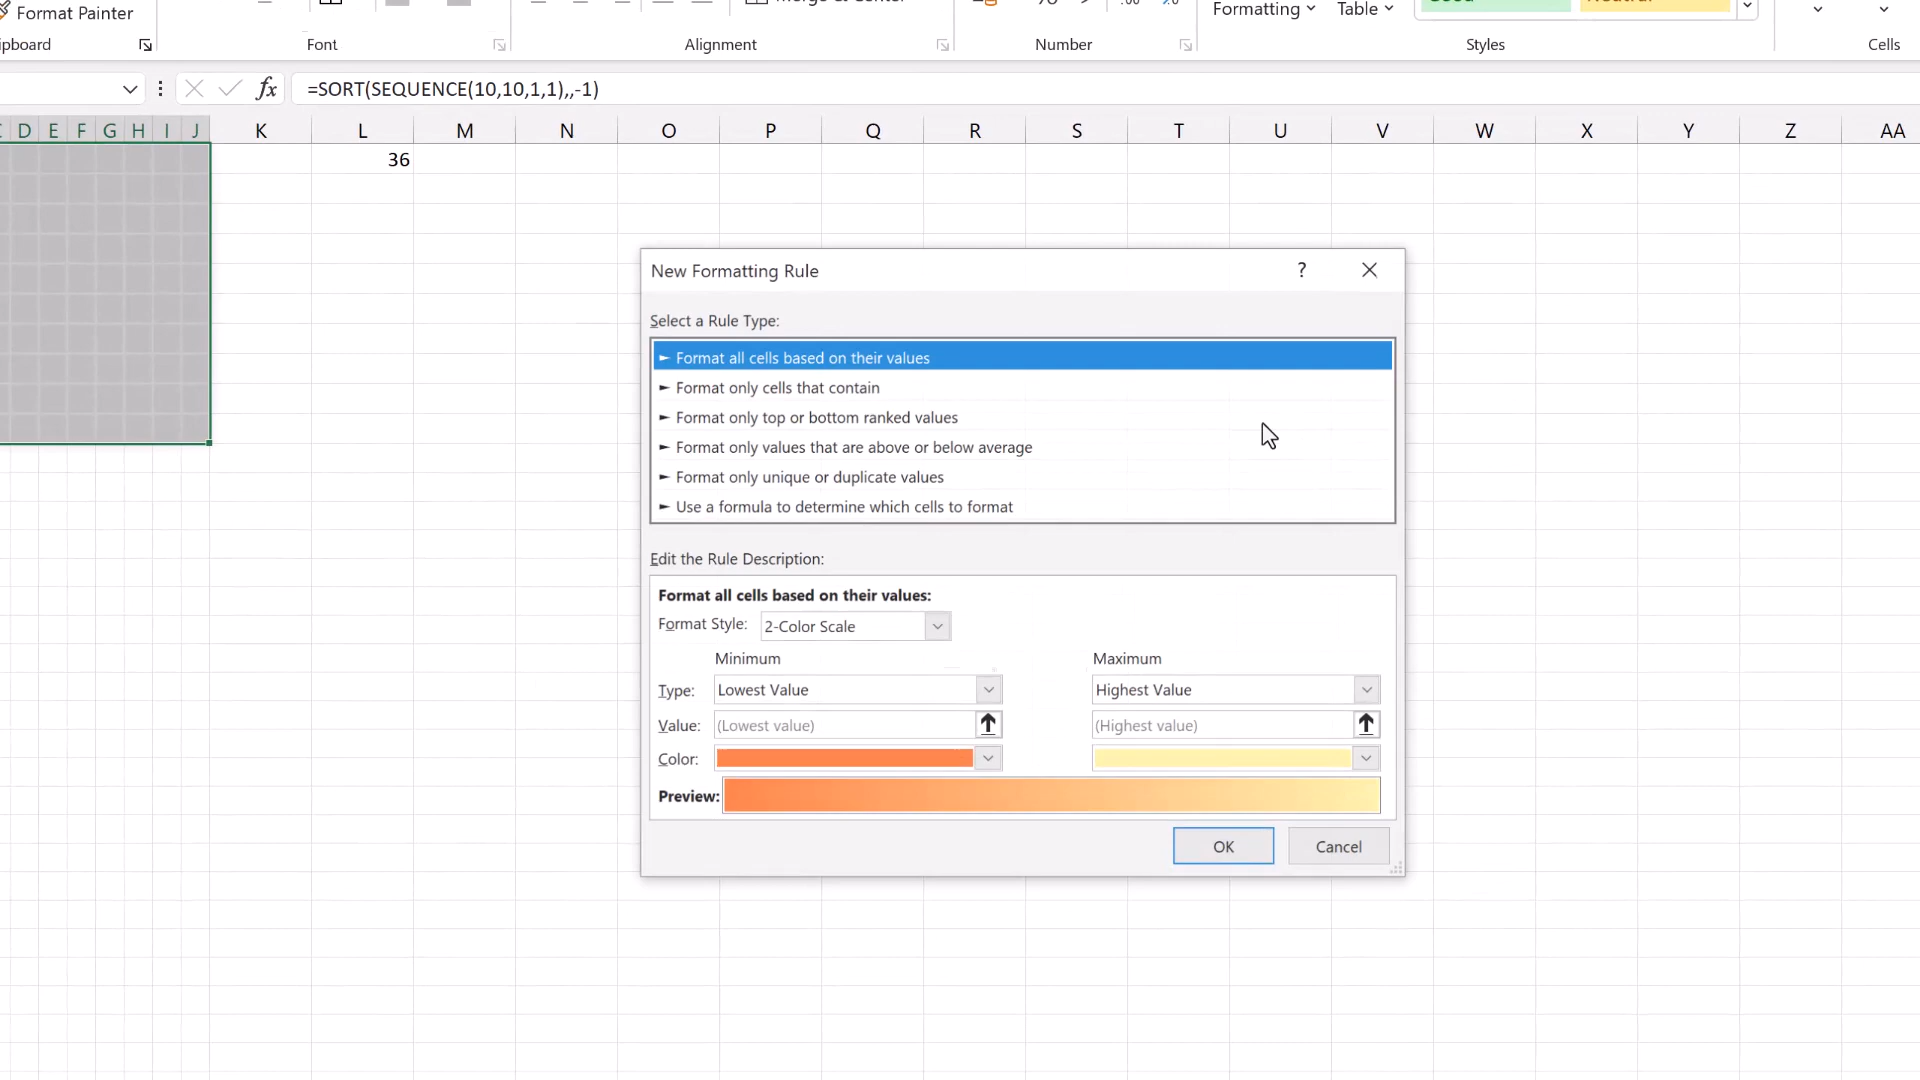 Format Painter
Formatting
Table
ipboard
Font
Alignment
Number
Styles
Cells
fx
=SORT(SEQUENCE(10,10,1,1),,-1)
D E F G H I J K L M N O P Q R S T U V W X Y Z AA
36
New Formatting Rule
?
Select a Rule Type:
► Format all cells based on their values
► Format only cells that contain
► Format only top or bottom ranked values
► Format only values that are above or below average
► Format only unique or duplicate values
► Use a formula to determine which cells to format
Edit the Rule Description:
Format all cells based on their values:
Format Style: 2-Color Scale
Minimum Maximum
Type: Lowest Value Highest Value
Value: (Lowest value) (Highest value)
Color:
Preview:
OK Cancel